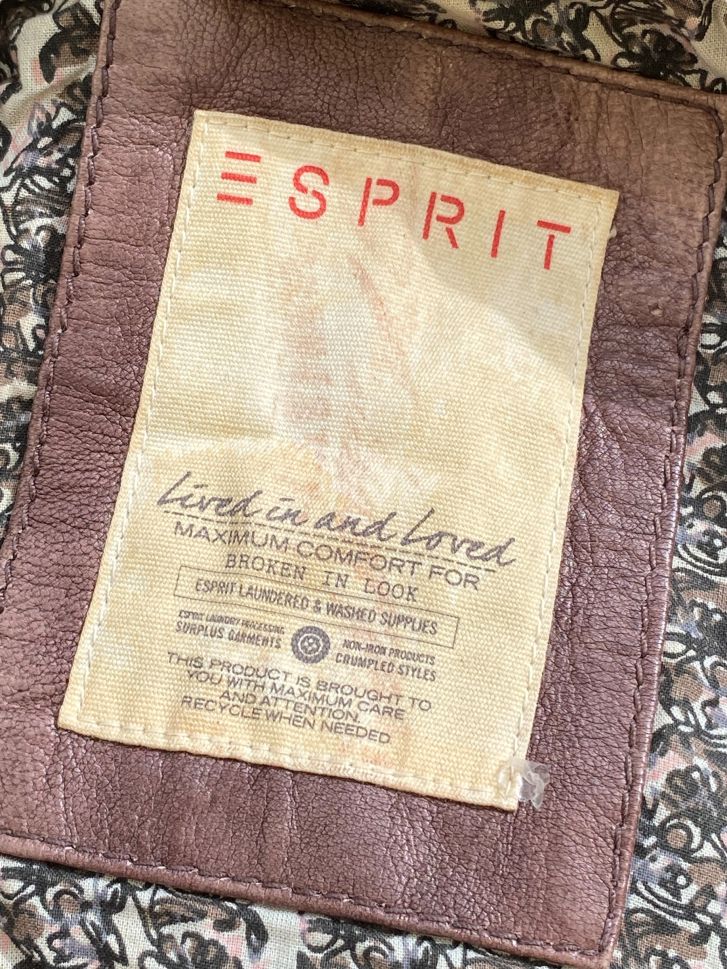 ESPRIT
Lived in and Loved
MAXIMUM COMFORT FOR
BROKEN IN LOOK
ESPRIT LAUNDERED & WASHED SUPPLIES
ESPRIT LAUNDRY PROCESSING
SURPLUS GARMENTS
NON-IRON PRODUCTS
CRUMPLED STYLES
THIS PRODUCT IS BROUGHT TO
YOU WITH MAXIMUM CARE
AND ATTENTION.
RECYCLE WHEN NEEDED